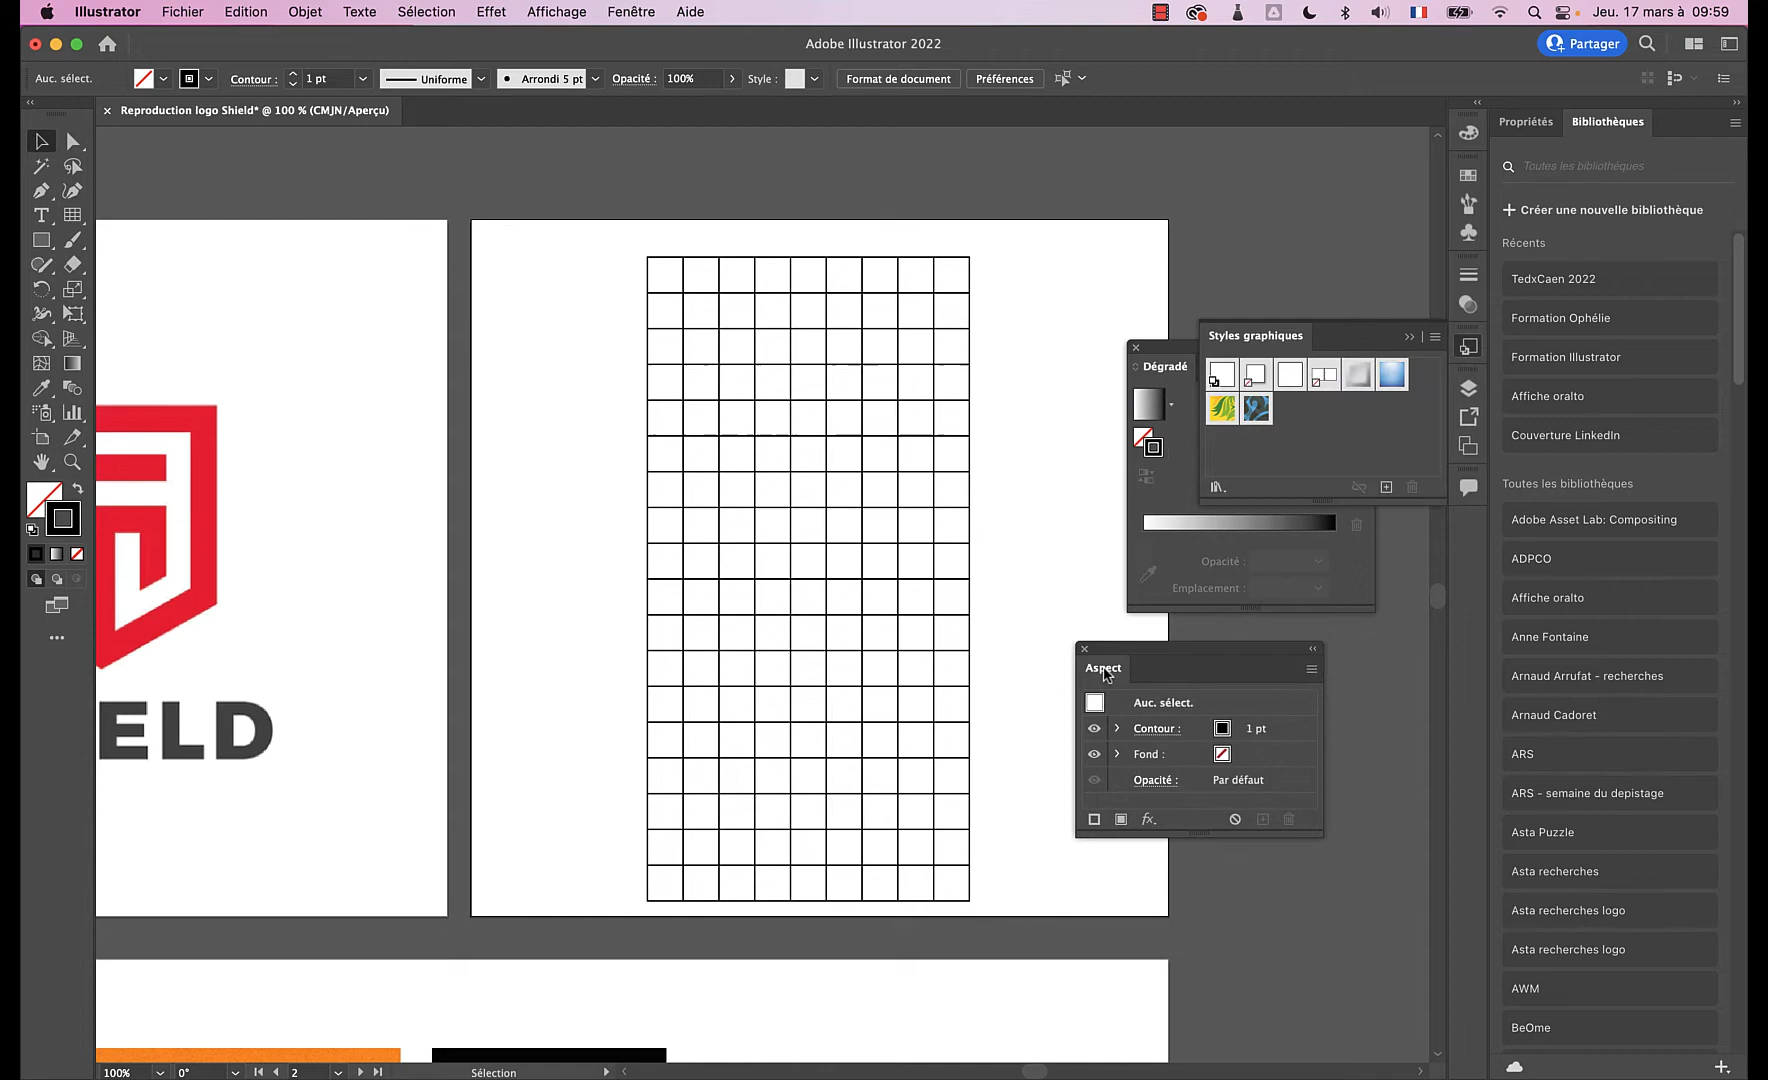 Illustrator Fichier Edition Objet Texte Sélection Effet Affichage Fenêtre Aide
Jeu. 17 mars à 09:59
Adobe Illustrator 2022
Partager
Auc. sélect.
Contour : 1 pt
Uniforme
Arrondi 5 pt
Opacité : 100%
Style :
Format de document
Préférences
Reproduction logo Shield* @ 100 % (CMJN/Aperçu)
Propriétés
Bibliothèques
Toutes les bibliothèques
Créer une nouvelle bibliothèque
Récents
TedxCaen 2022
Formation Ophélie
Formation Illustrator
Affiche oralto
Couverture LinkedIn
Toutes les bibliothèques
Adobe Asset Lab: Compositing
ADPCO
Affiche oralto
Anne Fontaine
Arnaud Arrufat - recherches
Arnaud Cadoret
ARS
ARS - semaine du depistage
Asta Puzzle
Asta recherches
Asta recherches logo
Asta recherches logo
AWM
BeOme
Styles graphiques
Dégradé
Opacité :
Emplacement :
Aspect
Auc. sélect.
Contour : 1 pt
Fond :
Opacité : Par défaut
fx
ELD
100%
0°
2
Sélection